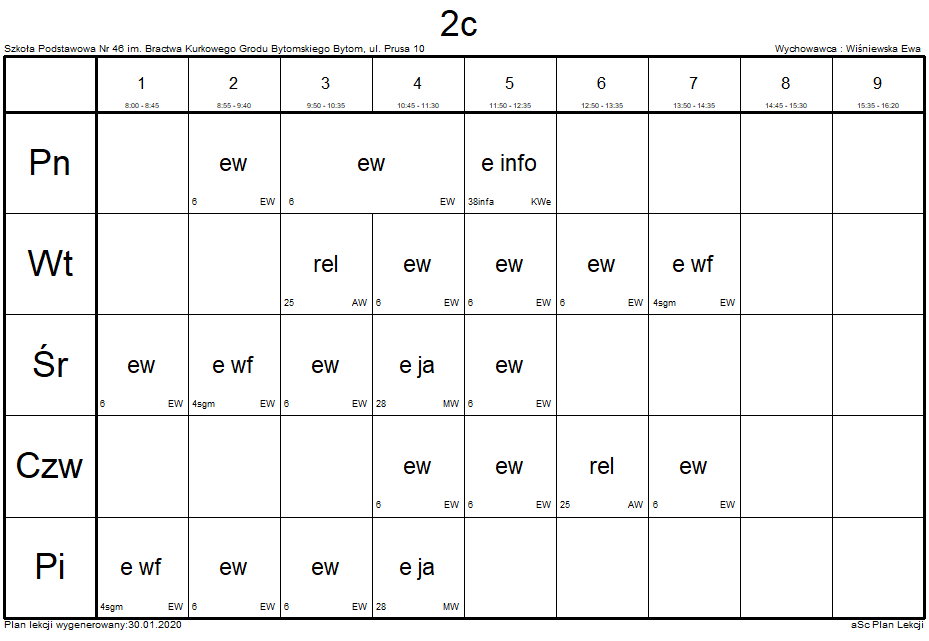 2c
Szkoła Podstawowa Nr 46 im. Bractwa Kurkowego Grodu Bytomskiego Bytom, ul. Prusa 10 Wychowawca : Wiśniewska Ewa
1 2 3 4 5 6 7 8 9
8:00 - 8:45 8:55 - 9:40 9:50 - 10:35 10:45 - 11:30 11:50 - 12:35 12:50 - 13:35 13:50 - 14:35 14:45 - 15:30 15:35 - 16:20
Pn ew ew e info
6 EW 6 EW 38infa KWe
Wt rel ew ew ew e wf
25 AW 6 EW 6 EW 6 EW 4sgm EW
Śr ew e wf ew e ja ew
6 EW 4sgm EW 6 EW 28 MW 6 EW
Czw ew ew rel ew
6 EW 6 EW 25 AW 6 EW
Pi e wf ew ew e ja
4sgm EW 6 EW 6 EW 28 MW
Plan lekcji wygenerowany:30.01.2020 aSc Plan Lekcji